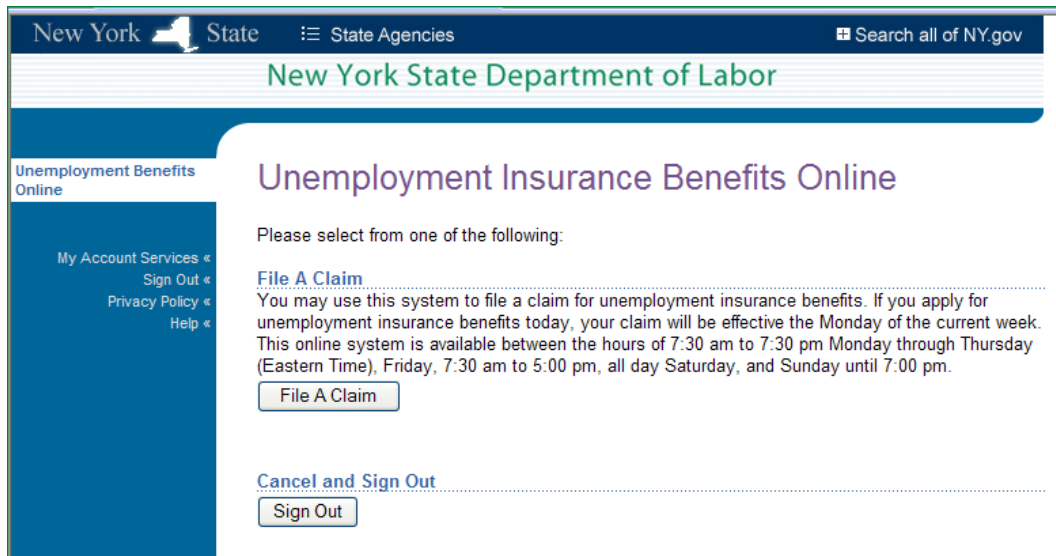 New York State
State Agencies
Search all of NY.gov
New York State Department of Labor
Unemployment Benefits
Online
My Account Services «
Sign Out «
Privacy Policy «
Help «
Unemployment Insurance Benefits Online
Please select from one of the following:
File A Claim
You may use this system to file a claim for unemployment insurance benefits. If you apply for
unemployment insurance benefits today, your claim will be effective the Monday of the current week.
This online system is available between the hours of 7:30 am to 7:30 pm Monday through Thursday
(Eastern Time), Friday, 7:30 am to 5:00 pm, all day Saturday, and Sunday until 7:00 pm.
File A Claim
Cancel and Sign Out
Sign Out